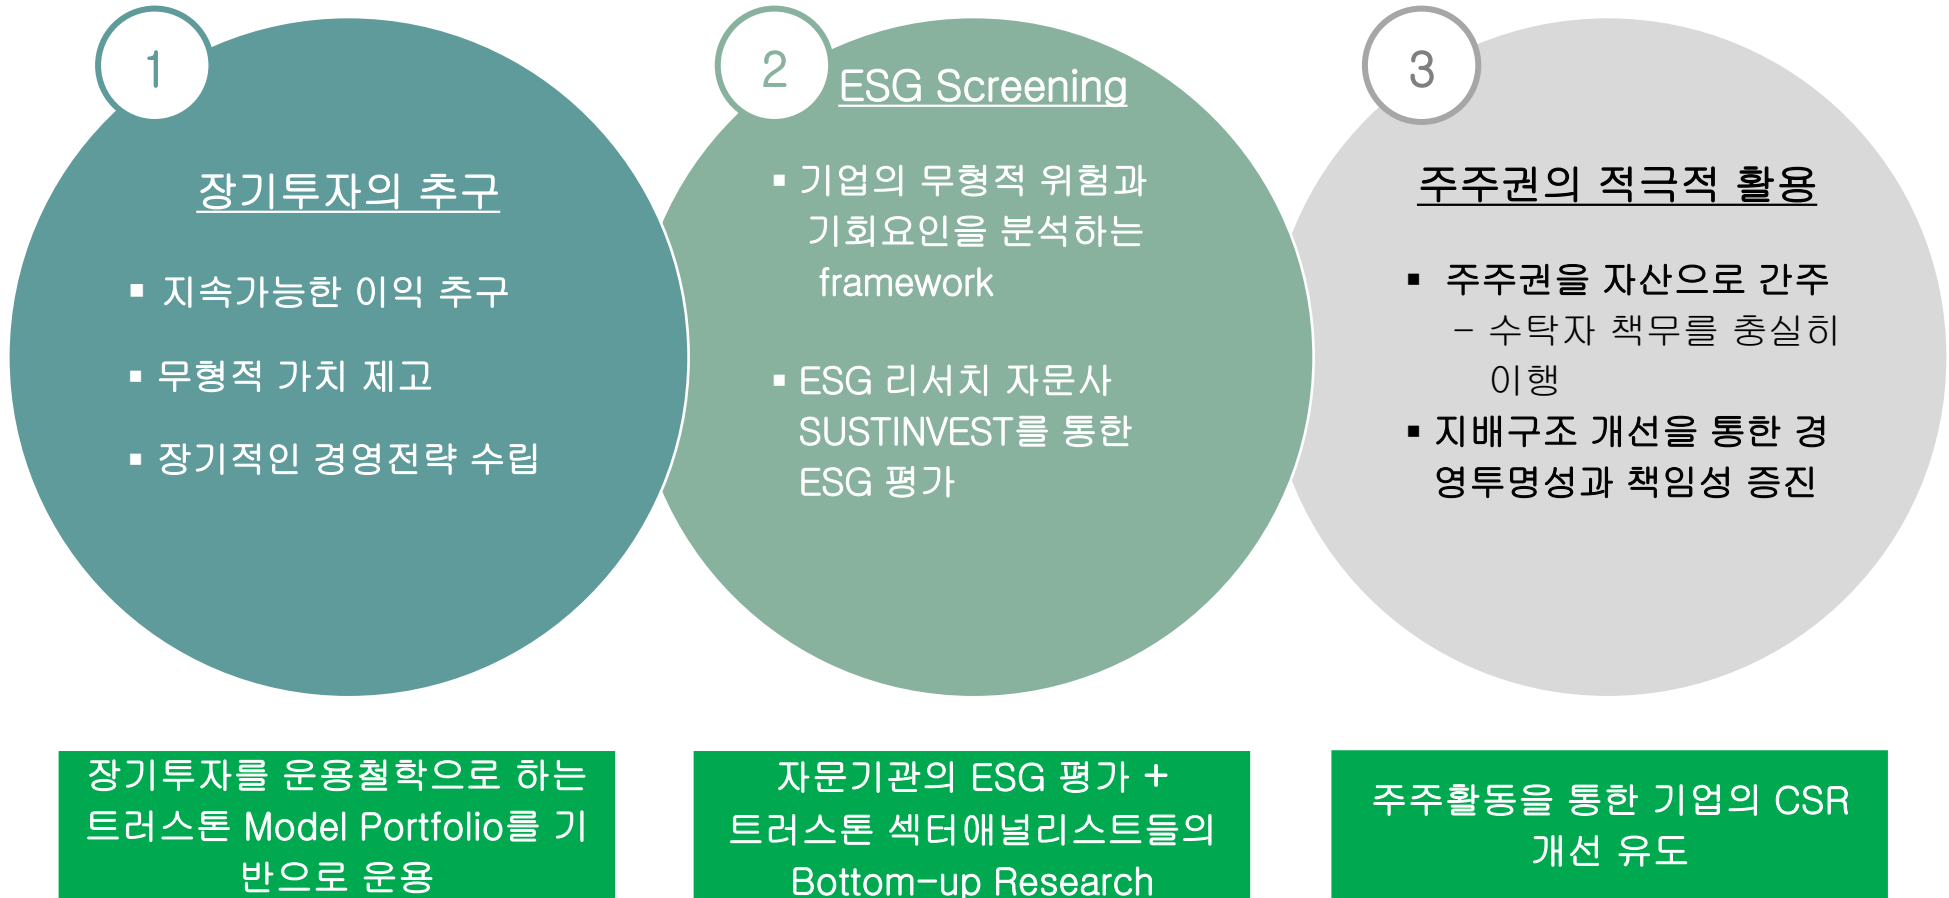 1
장기투자의 추구
▪ 지속가능한 이익 추구
▪ 무형적 가치 제고
▪ 장기적인 경영전략 수립
장기투자를 운용철학으로 하는
트러스톤 Model Portfolio를 기
반으로 운용
2
ESG Screening
▪ 기업의 무형적 위험과
기회요인을 분석하는
framework
▪ ESG 리서치 자문사
SUSTINVEST를 통한
ESG 평가
자문기관의 ESG 평가 +
트러스톤 섹터애널리스트들의
Bottom-up Research
3
주주권의 적극적 활용
▪ 주주권을 자산으로 간주
- 수탁자 책무를 충실히
이행
▪ 지배구조 개선을 통한 경
영투명성과 책임성 증진
주주활동을 통한 기업의 CSR
개선 유도